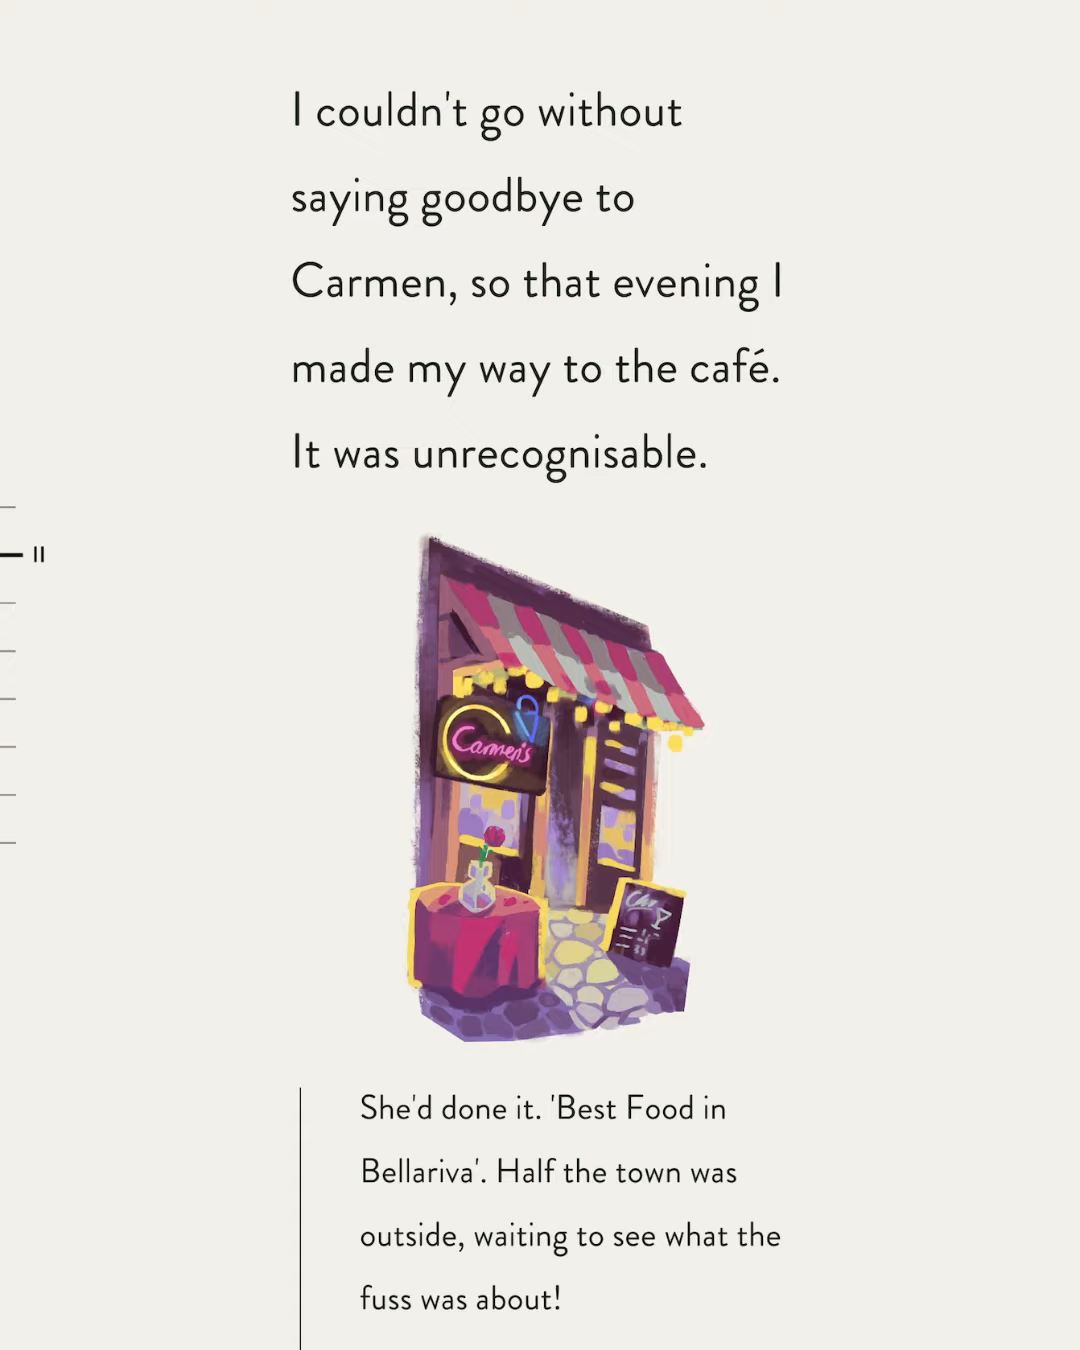 I couldn't go without
saying goodbye to
Carmen, so that evening I
made my way to the café.
It was unrecognisable.
II
Carmen's
She'd done it. 'Best Food in
Bellariva'. Half the town was
outside, waiting to see what the
fuss was about!